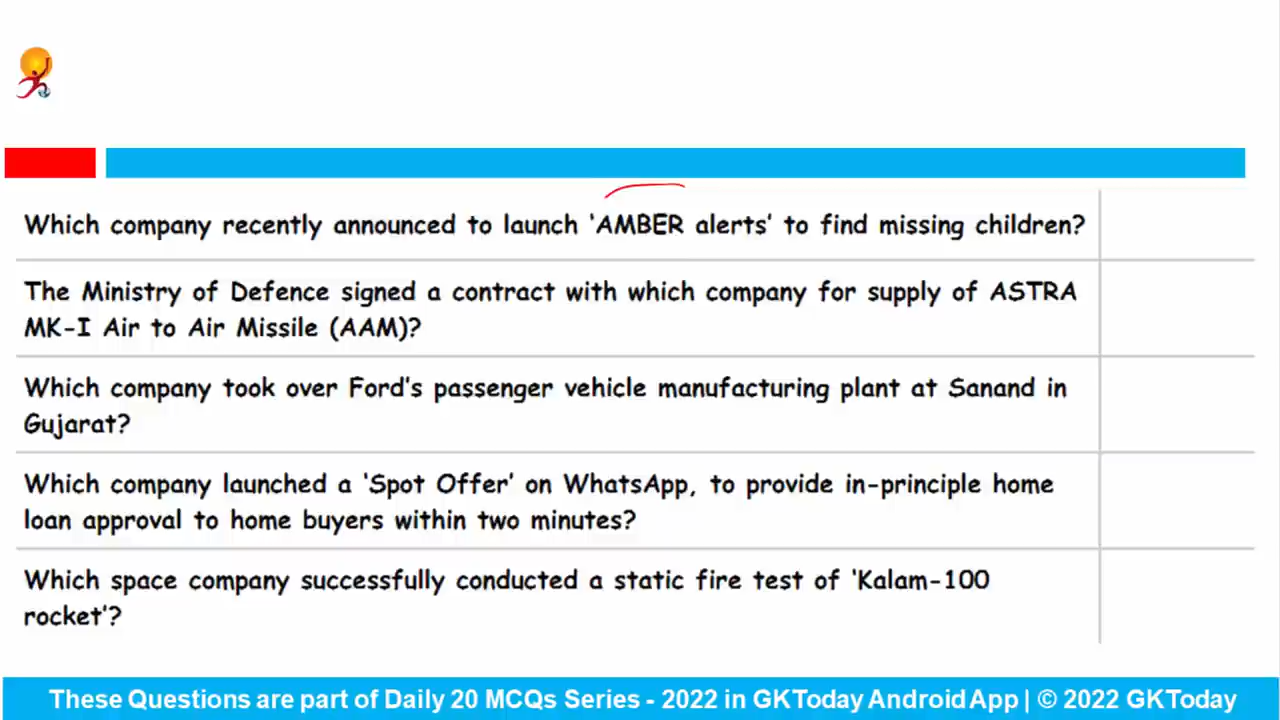 Which company recently announced to launch 'AMBER alerts' to find missing children?
The Ministry of Defence signed a contract with which company for supply of ASTRA
MK-I Air to Air Missile (AAM)?
Which company took over Ford's passenger vehicle manufacturing plant at Sanand in
Gujarat?
Which company launched a 'Spot Offer' on WhatsApp, to provide in-principle home
loan approval to home buyers within two minutes?
Which space company successfully conducted a static fire test of 'Kalam-100
rocket'?
These Questions are part of Daily 20 MCQs Series - 2022 in GKToday Android App | © 2022 GKToday